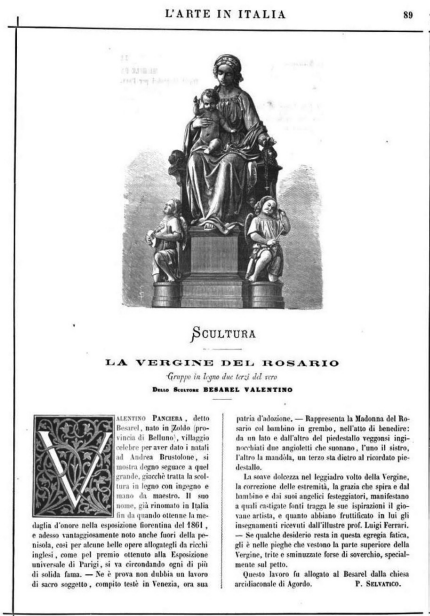 L'ARTE IN ITALIA 89
SCULTURA
LA VERGINE DEL ROSARIO
Gruppo in legno due terzi del vero
DELLO SCULTORE BESAREL VALENTINO
VALENTINO PANCIERA, detto
Besarel, nato in Zoldo (pro-
vincia di Belluno), villaggio
celebre per aver dato i natali
ad Andrea Brustolone, si
mostra degno seguace a quel
grande, giacchè tratta la scol-
tura in legno con ingegno e
mano da maestro. Il suo
nome, già rinomato in Italia
fin da quando ottenne la me-
daglia d'onore nella esposizione fiorentina del 1861,
e adesso vantaggiosamente noto anche fuori della pe-
nisola, così per alcune belle opere allogategli da ricchi
inglesi, come pel premio ottenuto alla Esposizione
universale di Parigi, si va circondando ogni dì più
di solida fama. — Ne è prova non dubbia un lavoro
di sacro soggetto, compito testè in Venezia, ora sua
patria d'adozione. — Rappresenta la Madonna del Ro-
sario col bambino in grembo, nell'atto di benedire:
da un lato e dall'altro del piedestallo veggonsi ingi-
nocchiati due angioletti che suonano, l'uno il sistro,
l'altro la mandòla, un terzo sta dietro al ricordato pie-
destallo.
La soave dolcezza nel leggiadro volto della Vergine,
la correzione delle estremità, la grazia che spira e dal
bambino e dai suoi angelici festeggiatori, manifestano
a quali castigate fonti tragga le sue ispirazioni il gio-
vane artista, e quanto abbiano fruttificato in lui gli
insegnamenti ricevuti dall'illustre prof. Luigi Ferrari.
— Se qualche desiderio resta in questa egregia fatica,
gli è nelle pieghe che vestono la parte superiore della
Vergine, trite e sminuzzate forse di soverchio, special-
mente sul petto.
Questo lavoro fu allogato al Besarel dalla chiesa
arcidiaconale di Agordo. P. SELVATICO.